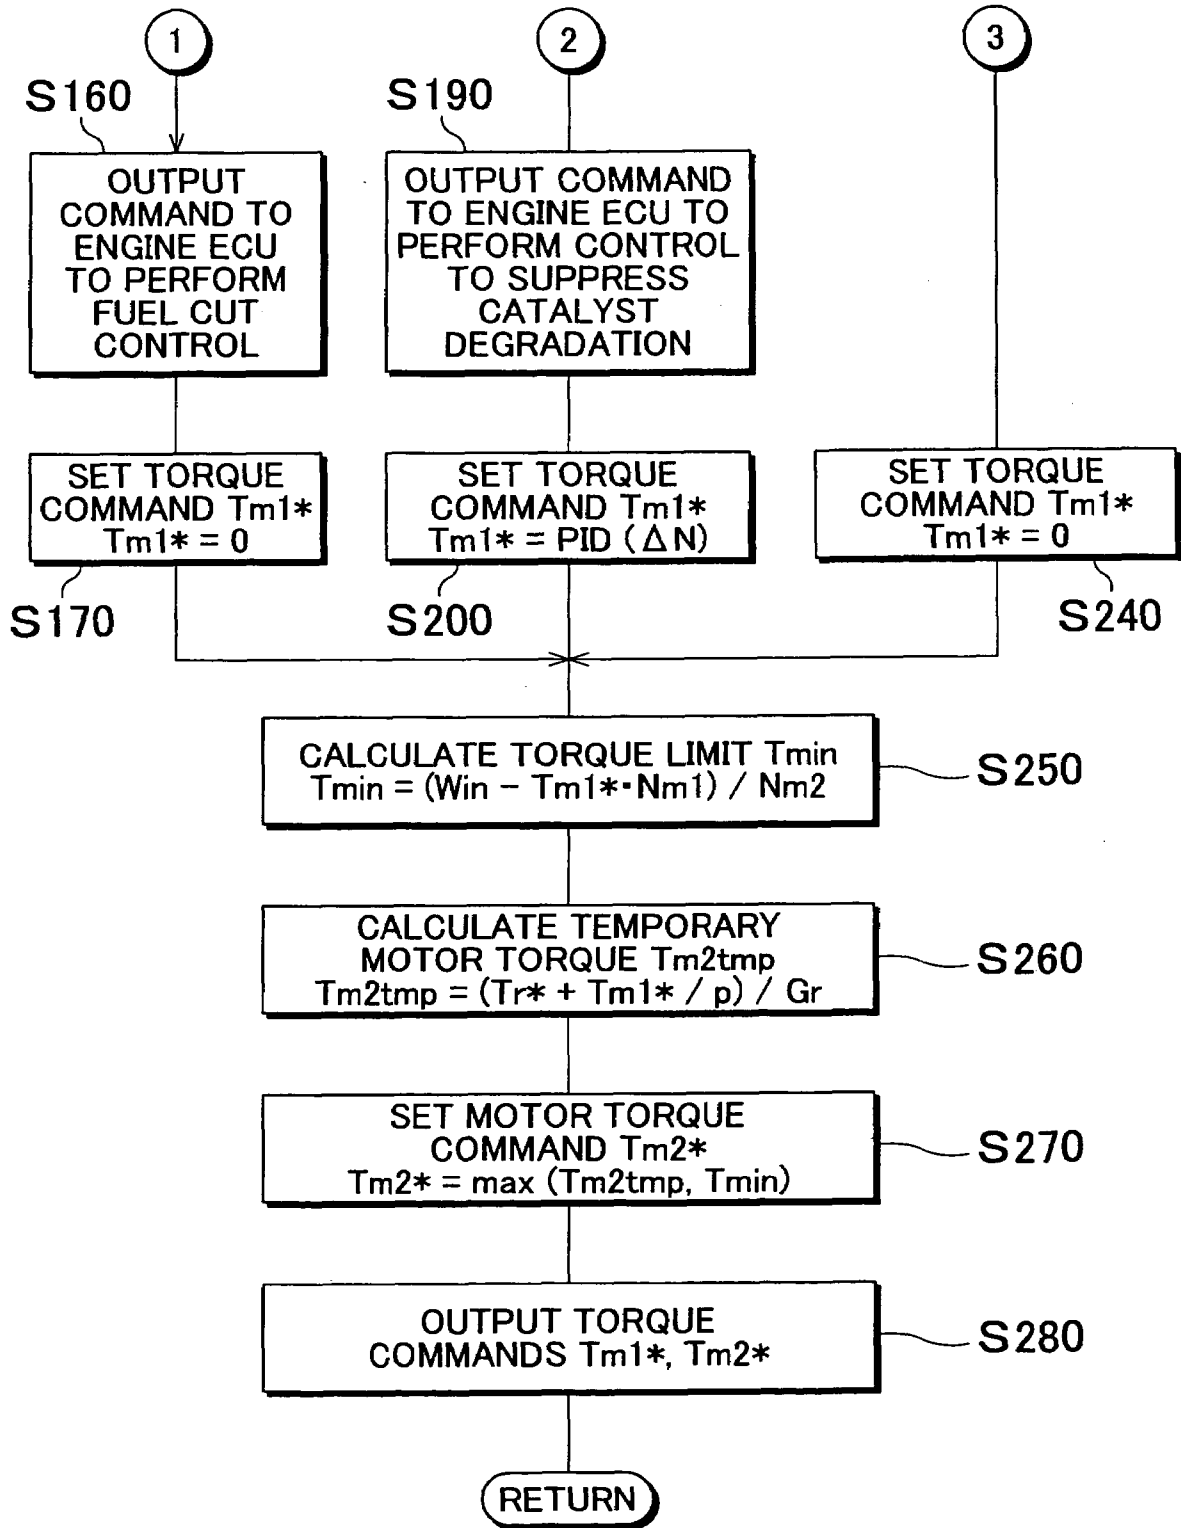 1
S160
OUTPUT
COMMAND TO
ENGINE ECU
TO PERFORM
FUEL CUT
CONTROL
SET TORQUE
COMMAND Tm1*
Tm1* = 0
S170
2
S190
OUTPUT COMMAND
TO ENGINE ECU TO
PERFORM CONTROL
TO SUPPRESS
CATALYST
DEGRADATION
SET TORQUE
COMMAND Tm1*
Tm1* = PID (ΔN)
S200
3
SET TORQUE
COMMAND Tm1*
Tm1* = 0
S240
CALCULATE TORQUE LIMIT Tmin
Tmin = (Win − Tm1*·Nm1) / Nm2
S250
CALCULATE TEMPORARY
MOTOR TORQUE Tm2tmp
Tm2tmp = (Tr* + Tm1* / p) / Gr
S260
SET MOTOR TORQUE
COMMAND Tm2*
Tm2* = max (Tm2tmp, Tmin)
S270
OUTPUT TORQUE
COMMANDS Tm1*, Tm2*
S280
RETURN